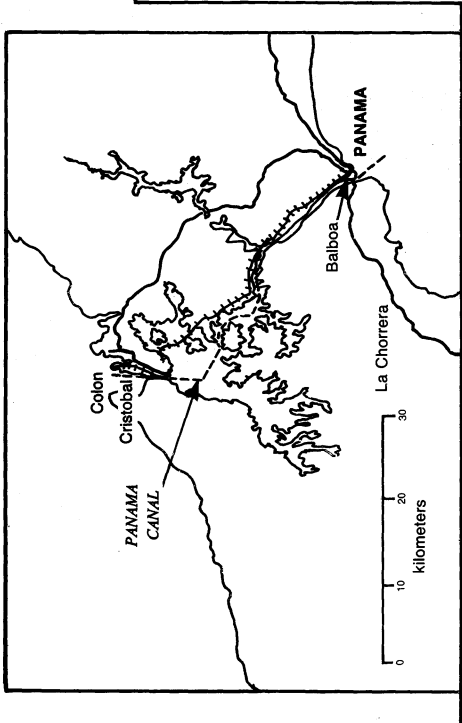 Colon
Cristobal
PANAMA
CANAL
Balboa
PANAMA
La Chorrera
0 10 20 30
kilometers